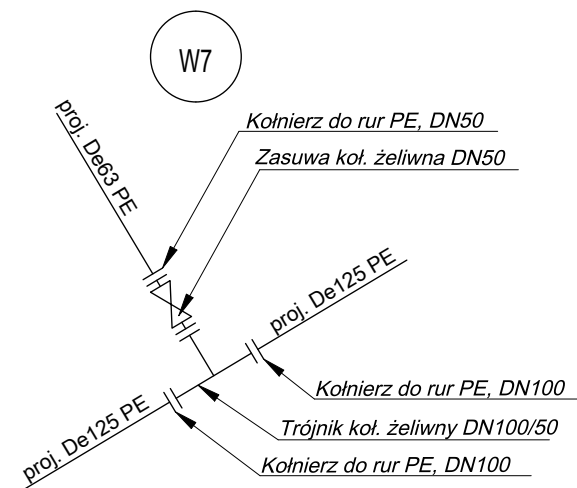 W7
proj. De63 PE
Kołnierz do rur PE, DN50
Zasuwa koł. żeliwna DN50
proj. De125 PE
Kołnierz do rur PE, DN100
Trójnik koł. żeliwny DN100/50
proj. De125 PE
Kołnierz do rur PE, DN100